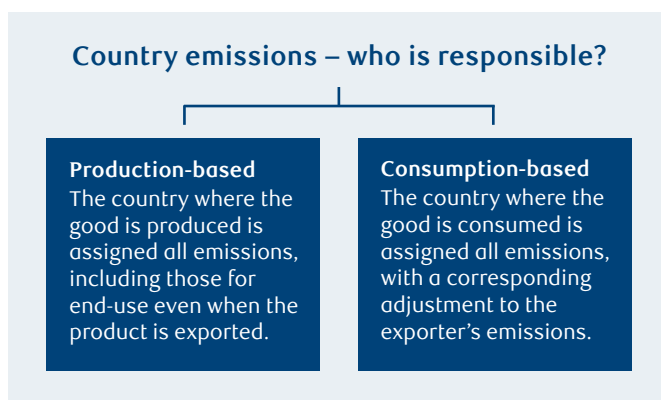 Country emissions – who is responsible?
Production-based
The country where the
good is produced is
assigned all emissions,
including those for
end-use even when the
product is exported.
Consumption-based
The country where the
good is consumed is
assigned all emissions,
with a corresponding
adjustment to the
exporter’s emissions.